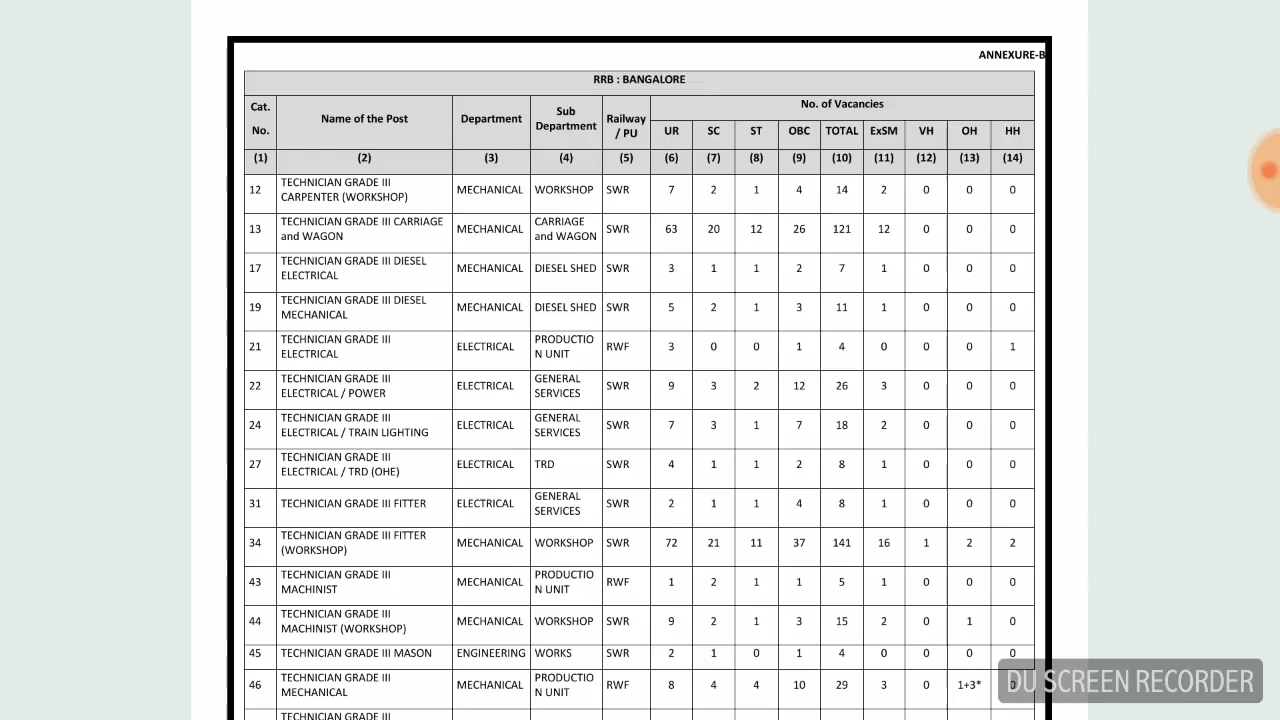 ANNEXURE-B
RRB : BANGALORE
Cat. No. Name of the Post Department Sub Department Railway / PU No. of Vacancies
UR SC ST OBC TOTAL ExSM VH OH HH
(1) (2) (3) (4) (5) (6) (7) (8) (9) (10) (11) (12) (13) (14)
12 TECHNICIAN GRADE III CARPENTER (WORKSHOP) MECHANICAL WORKSHOP SWR 7 2 1 4 14 2 0 0 0
13 TECHNICIAN GRADE III CARRIAGE and WAGON MECHANICAL CARRIAGE and WAGON SWR 63 20 12 26 121 12 0 0 0
17 TECHNICIAN GRADE III DIESEL ELECTRICAL MECHANICAL DIESEL SHED SWR 3 1 1 2 7 1 0 0 0
19 TECHNICIAN GRADE III DIESEL MECHANICAL MECHANICAL DIESEL SHED SWR 5 2 1 3 11 1 0 0 0
21 TECHNICIAN GRADE III ELECTRICAL ELECTRICAL PRODUCTIO N UNIT RWF 3 0 0 1 4 0 0 0 1
22 TECHNICIAN GRADE III ELECTRICAL / POWER ELECTRICAL GENERAL SERVICES SWR 9 3 2 12 26 3 0 0 0
24 TECHNICIAN GRADE III ELECTRICAL / TRAIN LIGHTING ELECTRICAL GENERAL SERVICES SWR 7 3 1 7 18 2 0 0 0
27 TECHNICIAN GRADE III ELECTRICAL / TRD (OHE) ELECTRICAL TRD SWR 4 1 1 2 8 1 0 0 0
31 TECHNICIAN GRADE III FITTER ELECTRICAL GENERAL SERVICES SWR 2 1 1 4 8 1 0 0 0
34 TECHNICIAN GRADE III FITTER (WORKSHOP) MECHANICAL WORKSHOP SWR 72 21 11 37 141 16 1 2 2
43 TECHNICIAN GRADE III MACHINIST MECHANICAL PRODUCTIO N UNIT RWF 1 2 1 1 5 1 0 0 0
44 TECHNICIAN GRADE III MACHINIST (WORKSHOP) MECHANICAL WORKSHOP SWR 9 2 1 3 15 2 0 1 0
45 TECHNICIAN GRADE III MASON ENGINEERING WORKS SWR 2 1 0 1 4 0 0 0 0
46 TECHNICIAN GRADE III MECHANICAL MECHANICAL PRODUCTIO N UNIT RWF 8 4 4 10 29 3 0 1+3* 0
TECHNICIAN GRADE III
DU SCREEN RECORDER